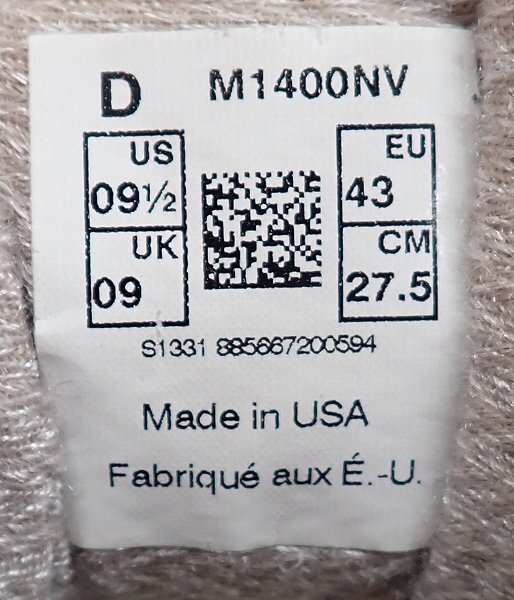 D M1400NV
US
09½
UK
09
EU
43
CM
27.5
S1331 885667200594
Made in USA
Fabriqué aux É.-U.